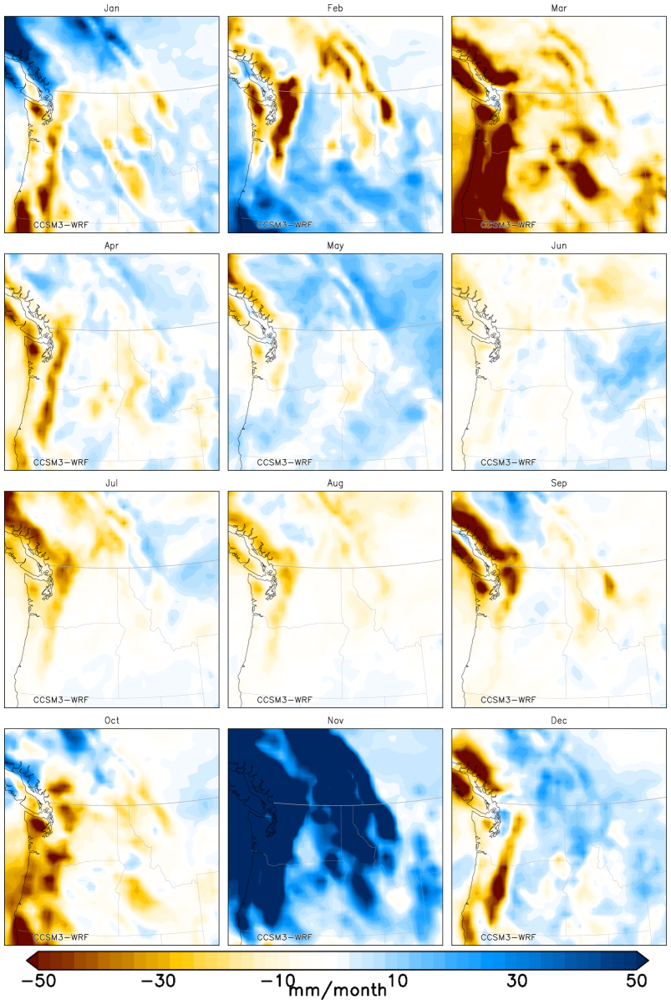 Jan Feb Mar
CCSM3-WRF CCSM3-WRF CCSM3-WRF
Apr May Jun
CCSM3-WRF CCSM3-WRF CCSM3-WRF
Jul Aug Sep
CCSM3-WRF CCSM3-WRF CCSM3-WRF
Oct Nov Dec
CCSM3-WRF CCSM3-WRF CCSM3-WRF
-50 -30 -10 10 30 50
mm/month